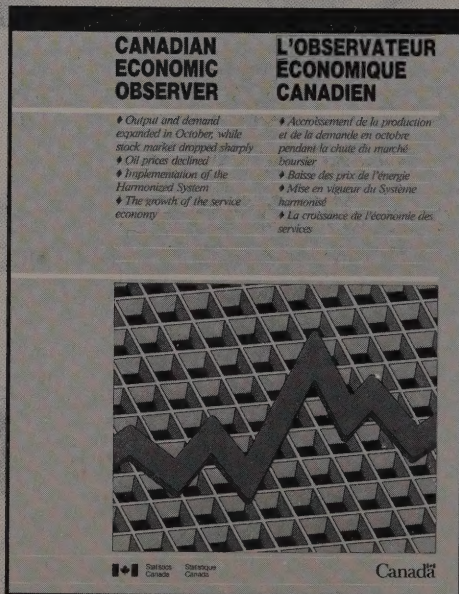 CANADIAN
ECONOMIC
OBSERVER
♦ Output and demand
expanded in October, while
stock market dropped sharply
♦ Oil prices declined
♦ Implementation of the
Harmonized System
♦ The growth of the service
economy
L'OBSERVATEUR
ÉCONOMIQUE
CANADIEN
♦ Accroissement de la production
et de la demande en octobre
pendant la chute du marché
boursier
♦ Baisse des prix de l'énergie
♦ Mise en vigueur du Système
harmonisé
♦ La croissance de l'économie des
services
Statistics
Canada
Statistique
Canada
Canada